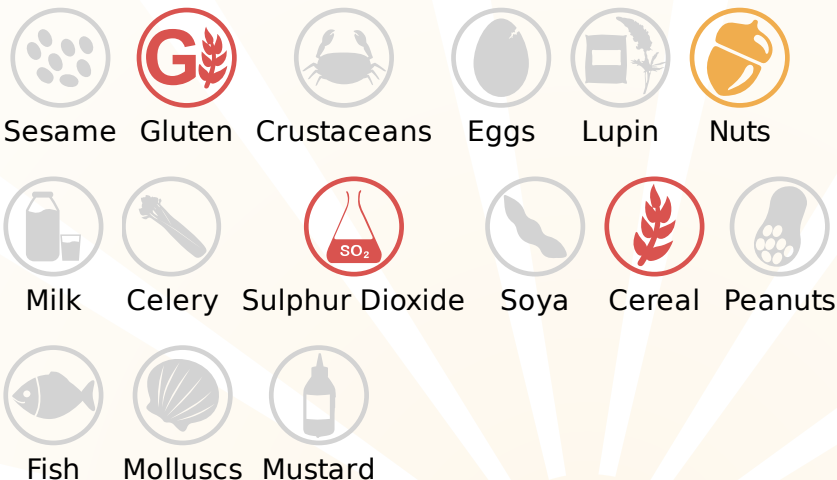 G
Sesame Gluten Crustaceans Eggs Lupin Nuts
SO₂
Milk Celery Sulphur Dioxide Soya Cereal Peanuts
Fish Molluscs Mustard